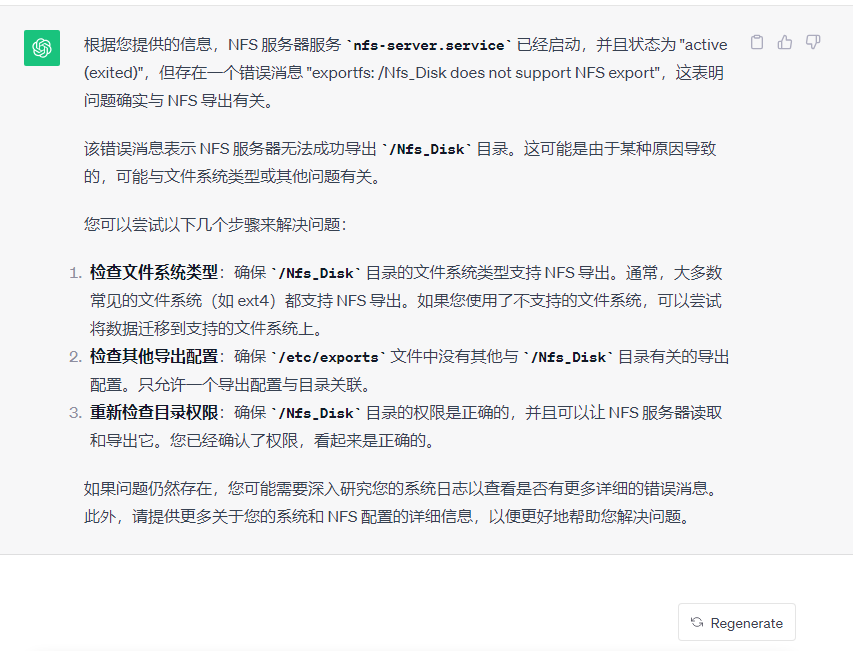 根据您提供的信息，NFS 服务器服务 `nfs-server.service` 已经启动，并且状态为 "active
(exited)"，但存在一个错误消息 "exportfs: /Nfs_Disk does not support NFS export"，这表明
问题确实与 NFS 导出有关。
该错误消息表示 NFS 服务器无法成功导出 `/Nfs_Disk` 目录。这可能是由于某种原因导致
的，可能与文件系统类型或其他问题有关。
您可以尝试以下几个步骤来解决问题：
1. 检查文件系统类型：确保 `/Nfs_Disk` 目录的文件系统类型支持 NFS 导出。通常，大多数
常见的文件系统（如 ext4）都支持 NFS 导出。如果您使用了不支持的文件系统，可以尝试
将数据迁移到支持的文件系统上。
2. 检查其他导出配置：确保 `/etc/exports` 文件中没有其他与 `/Nfs_Disk` 目录有关的导出
配置。只允许一个导出配置与目录关联。
3. 重新检查目录权限：确保 `/Nfs_Disk` 目录的权限是正确的，并且可以让 NFS 服务器读取
和导出它。您已经确认了权限，看起来是正确的。
如果问题仍然存在，您可能需要深入研究您的系统日志以查看是否有更多详细的错误消息。
此外，请提供更多关于您的系统和 NFS 配置的详细信息，以便更好地帮助您解决问题。
Regenerate